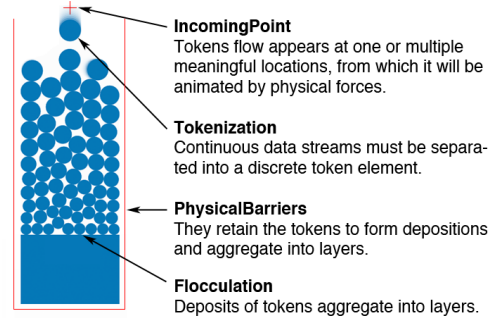 IncomingPoint
Tokens flow appears at one or multiple
meaningful locations, from which it will be
animated by physical forces.
Tokenization
Continuous data streams must be separa-
ted into a discrete token element.
PhysicalBarriers
They retain the tokens to form depositions
and aggregate into layers.
Flocculation
Deposits of tokens aggregate into layers.